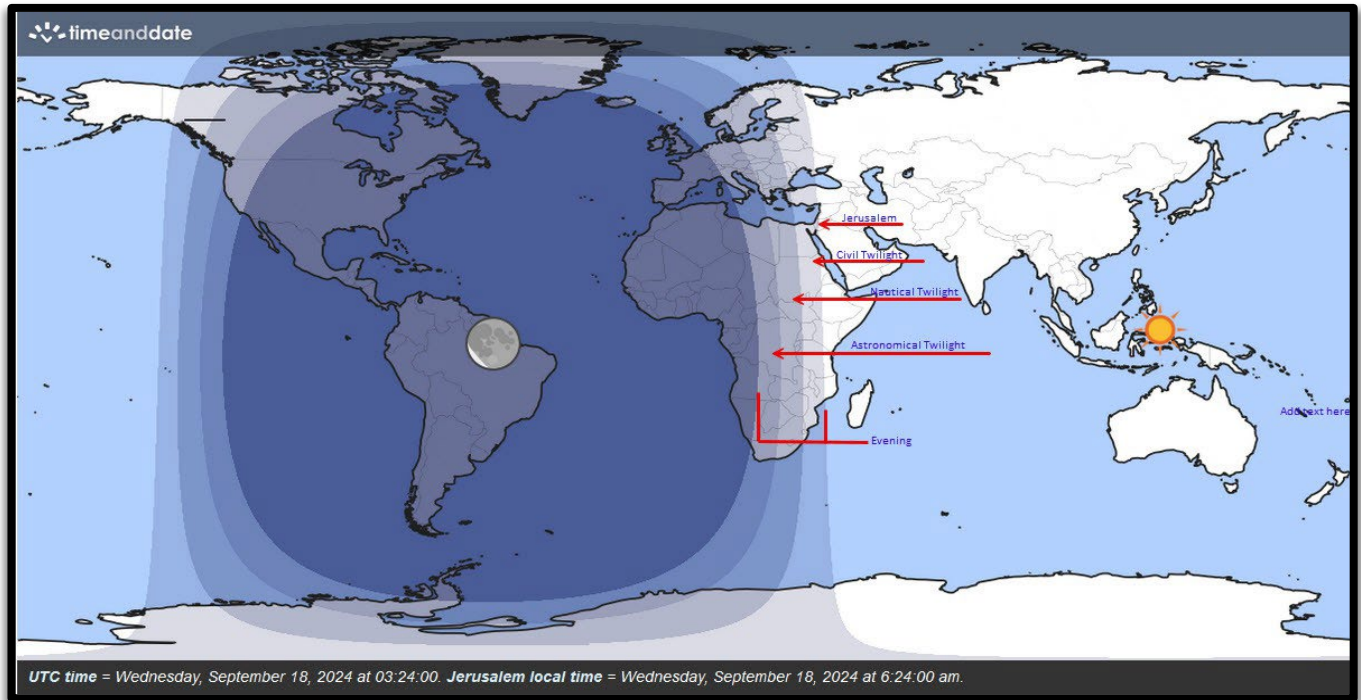 timeanddate
Jerusalem
Civil Twilight
Nautical Twilight
Astronomical Twilight
Add text here
Evening
UTC time = Wednesday, September 18, 2024 at 03:24:00. Jerusalem local time = Wednesday, September 18, 2024 at 6:24:00 am.